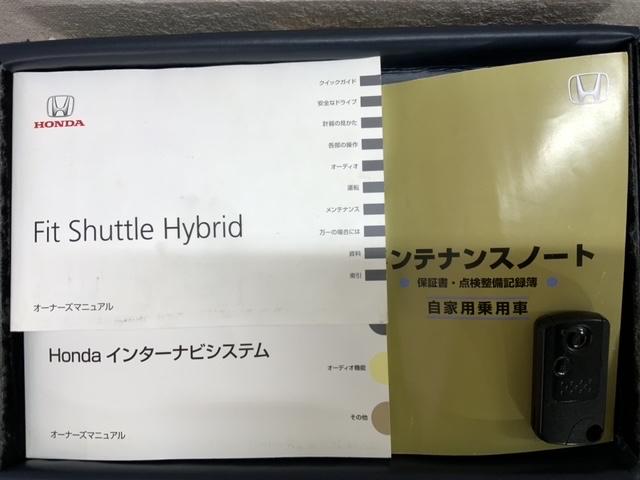 HONDA
Fit Shuttle Hybrid
オーナーズマニュアル
クイックガイド
安全なドライブ
計器の見かた
各部の操作
オーディオ
運転
メンテナンス
万一の場合には
資料
索引
Honda インターナビシステム
オーディオ機能
その他
オーナーズマニュアル
ンテナンスノート
保証書・点検整備記録簿
自家用乗用車